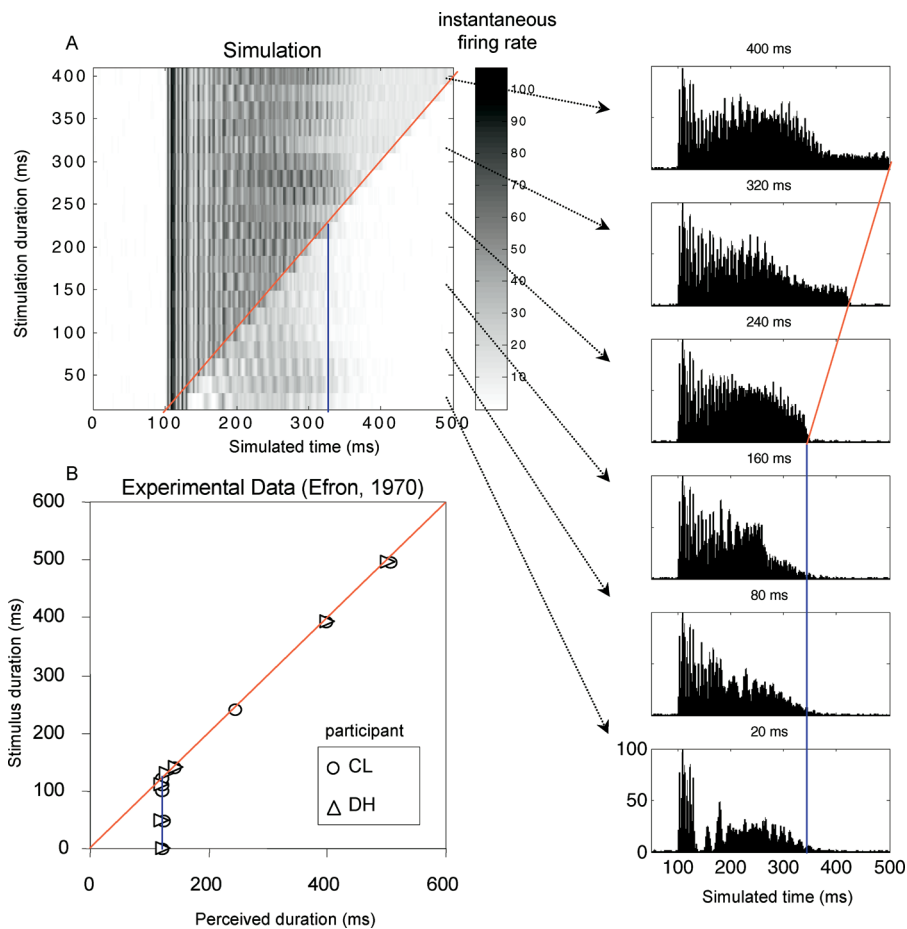 A
Simulation
instantaneous
firing rate
Stimulation duration (ms)
400
350
300
250
200
150
100
50
0 100 200 300 400 500
Simulated time (ms)
100
90
80
70
60
50
40
30
20
10
400 ms
320 ms
240 ms
160 ms
80 ms
20 ms
100
50
0
100 200 300 400 500
Simulated time (ms)
B
Experimental Data (Efron, 1970)
Stimulus duration (ms)
600
500
400
300
200
100
0
0 200 400 600
Perceived duration (ms)
participant
CL
DH